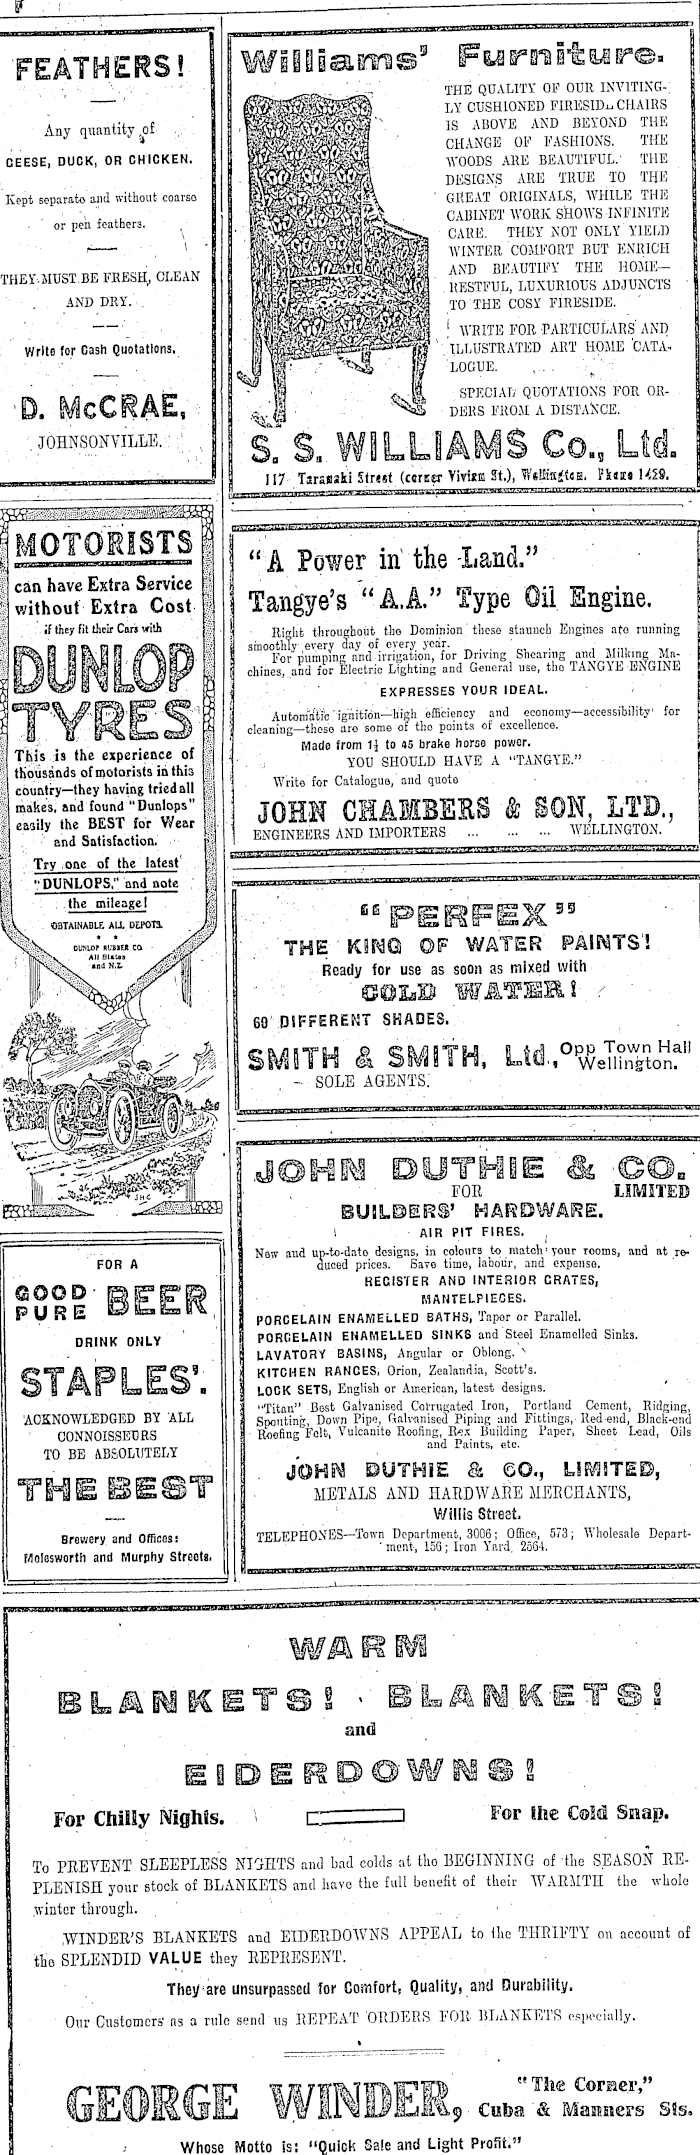 FEATHERS!
Any quantity of
GEESE, DUCK, OR CHICKEN.
Kept separate and without coarse
or pen feathers.
THEY MUST BE FRESH, CLEAN
AND DRY.
Write for Cash Quotations.
D. McCRAE,
JOHNSONVILLE.
MOTORISTS
can have Extra Service
without Extra Cost
if they fit their Cars with
DUNLOP
TYRES
This is the experience of
thousands of motorists in this
country—they having tried all
makes, and found "Dunlops"
easily the BEST for Wear
and Satisfaction.
Try one of the latest
"DUNLOPS," and note
the mileage!
OBTAINABLE ALL DEPOTS.
DUNLOP RUBBER CO.
All States
and N.Z.
JHC
FOR A
GOOD PURE BEER
DRINK ONLY
STAPLES'.
ACKNOWLEDGED BY ALL
CONNOISSEURS
TO BE ABSOLUTELY
THE BEST
Brewery and Offices:
Molesworth and Murphy Streets.
Williams' Furniture.
THE QUALITY OF OUR INVITING-
LY CUSHIONED FIRESIDE CHAIRS
IS ABOVE AND BEYOND THE
CHANGE OF FASHIONS. THE
WOODS ARE BEAUTIFUL. THE
DESIGNS ARE TRUE TO THE
GREAT ORIGINALS, WHILE THE
CABINET WORK SHOWS INFINITE
CARE. THEY NOT ONLY YIELD
WINTER COMFORT BUT ENRICH
AND BEAUTIFY THE HOME—
RESTFUL, LUXURIOUS ADJUNCTS
TO THE COSY FIRESIDE.
WRITE FOR PARTICULARS AND
ILLUSTRATED ART HOME CATA-
LOGUE.
SPECIAL QUOTATIONS FOR OR-
DERS FROM A DISTANCE.
S. S. WILLIAMS Co., Ltd.
117 Taranaki Street (corner Vivian St.), Wellington. Phone 1429.
"A Power in the Land."
Tangye's "A.A." Type Oil Engine.
Right throughout the Dominion these staunch Engines are running
smoothly every day of every year.
For pumping and irrigation, for Driving Shearing and Milking Ma-
chines, and for Electric Lighting and General use, the TANGYE ENGINE
EXPRESSES YOUR IDEAL.
Automatic ignition—high efficiency and economy—accessibility for
cleaning—these are some of the points of excellence.
Made from 1½ to 45 brake horse power.
YOU SHOULD HAVE A "TANGYE."
Write for Catalogue, and quote
JOHN CHAMBERS & SON, LTD.,
ENGINEERS AND IMPORTERS ... ... ... WELLINGTON.
"PERFEX"
THE KING OF WATER PAINTS!
Ready for use as soon as mixed with
COLD WATER!
60 DIFFERENT SHADES.
SMITH & SMITH, Ltd., Opp Town Hall Wellington.
- SOLE AGENTS.
JOHN DUTHIE & CO.
FOR LIMITED
BUILDERS' HARDWARE.
AIR PIT FIRES.
New and up-to-date designs, in colours to match your rooms, and at re-
duced prices. Save time, labour, and expense.
REGISTER AND INTERIOR GRATES,
MANTELPIECES.
PORCELAIN ENAMELLED BATHS, Tapor or Parallel.
PORCELAIN ENAMELLED SINKS and Steel Enamelled Sinks.
LAVATORY BASINS, Angular or Oblong.
KITCHEN RANGES, Orion, Zealandia, Scott's.
LOCK SETS, English or American, latest designs.
"Titan" Best Galvanised Corrugated Iron, Portland Cement, Ridging,
Spouting, Down Pipe, Galvanised Piping and Fittings, Red-end, Black-end
Roofing Felt, Vulcanite Roofing, Rex Building Paper, Sheet Lead, Oils
and Paints, etc.
JOHN DUTHIE & CO., LIMITED,
METALS AND HARDWARE MERCHANTS,
Willis Street.
TELEPHONES—Town Department, 3006; Office, 573; Wholesale Depart-
ment, 156; Iron Yard, 2564.
WARM
BLANKETS! BLANKETS!
and
EIDERDOWNS!
For Chilly Nights. For the Cold Snap.
To PREVENT SLEEPLESS NIGHTS and bad colds at the BEGINNING of the SEASON RE-
PLENISH your stock of BLANKETS and have the full benefit of their WARMTH the whole
winter through.
WINDER'S BLANKETS and EIDERDOWNS APPEAL to the THRIFTY on account of
the SPLENDID VALUE they REPRESENT.
They are unsurpassed for Comfort, Quality, and Durability.
Our Customers as a rule send us REPEAT ORDERS FOR BLANKETS especially.
GEORGE WINDER, "The Corner," Cuba & Manners Sts.
Whose Motto is: "Quick Sale and Light Profit."